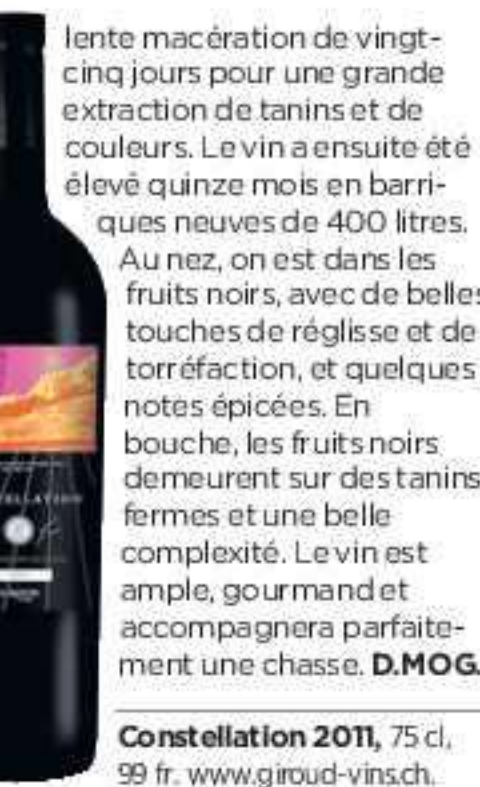 lente macération de vingt-
cinq jours pour une grande
extraction de tanins et de
couleurs. Le vin a ensuite été
élevé quinze mois en barri-
ques neuves de 400 litres.
Au nez, on est dans les
fruits noirs, avec de belles
touches de réglisse et de
torréfaction, et quelques
notes épicées. En
bouche, les fruits noirs
demeurent sur des tanins
fermes et une belle
complexité. Le vin est
ample, gourmand et
accompagnera parfaite-
ment une chasse. D.MOG.
Constellation 2011, 75 cl,
99 fr. www.giroud-vins.ch.